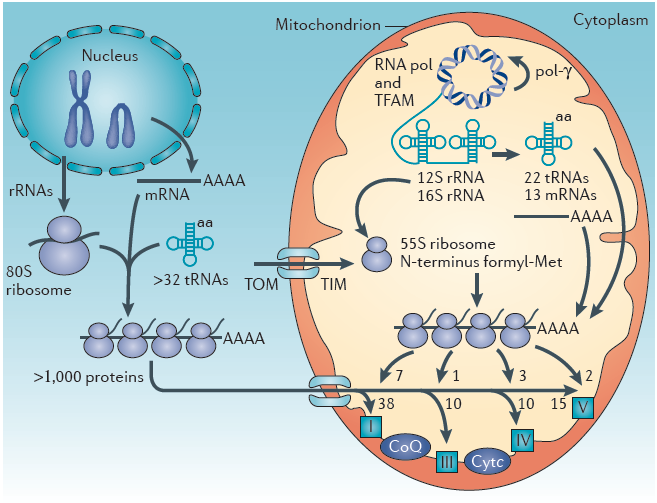 Mitochondrion
Cytoplasm
Nucleus
RNA pol
and
TFAM
pol-γ
aa
rRNAs
mRNA
AAAA
12S rRNA
16S rRNA
22 tRNAs
13 mRNAs
AAAA
aa
80S
ribosome
>32 tRNAs
TOM
TIM
55S ribosome
N-terminus formyl-Met
AAAA
AAAA
>1,000 proteins
7
1
3
2
38
10
10
15
I
CoQ
III
Cytc
IV
V